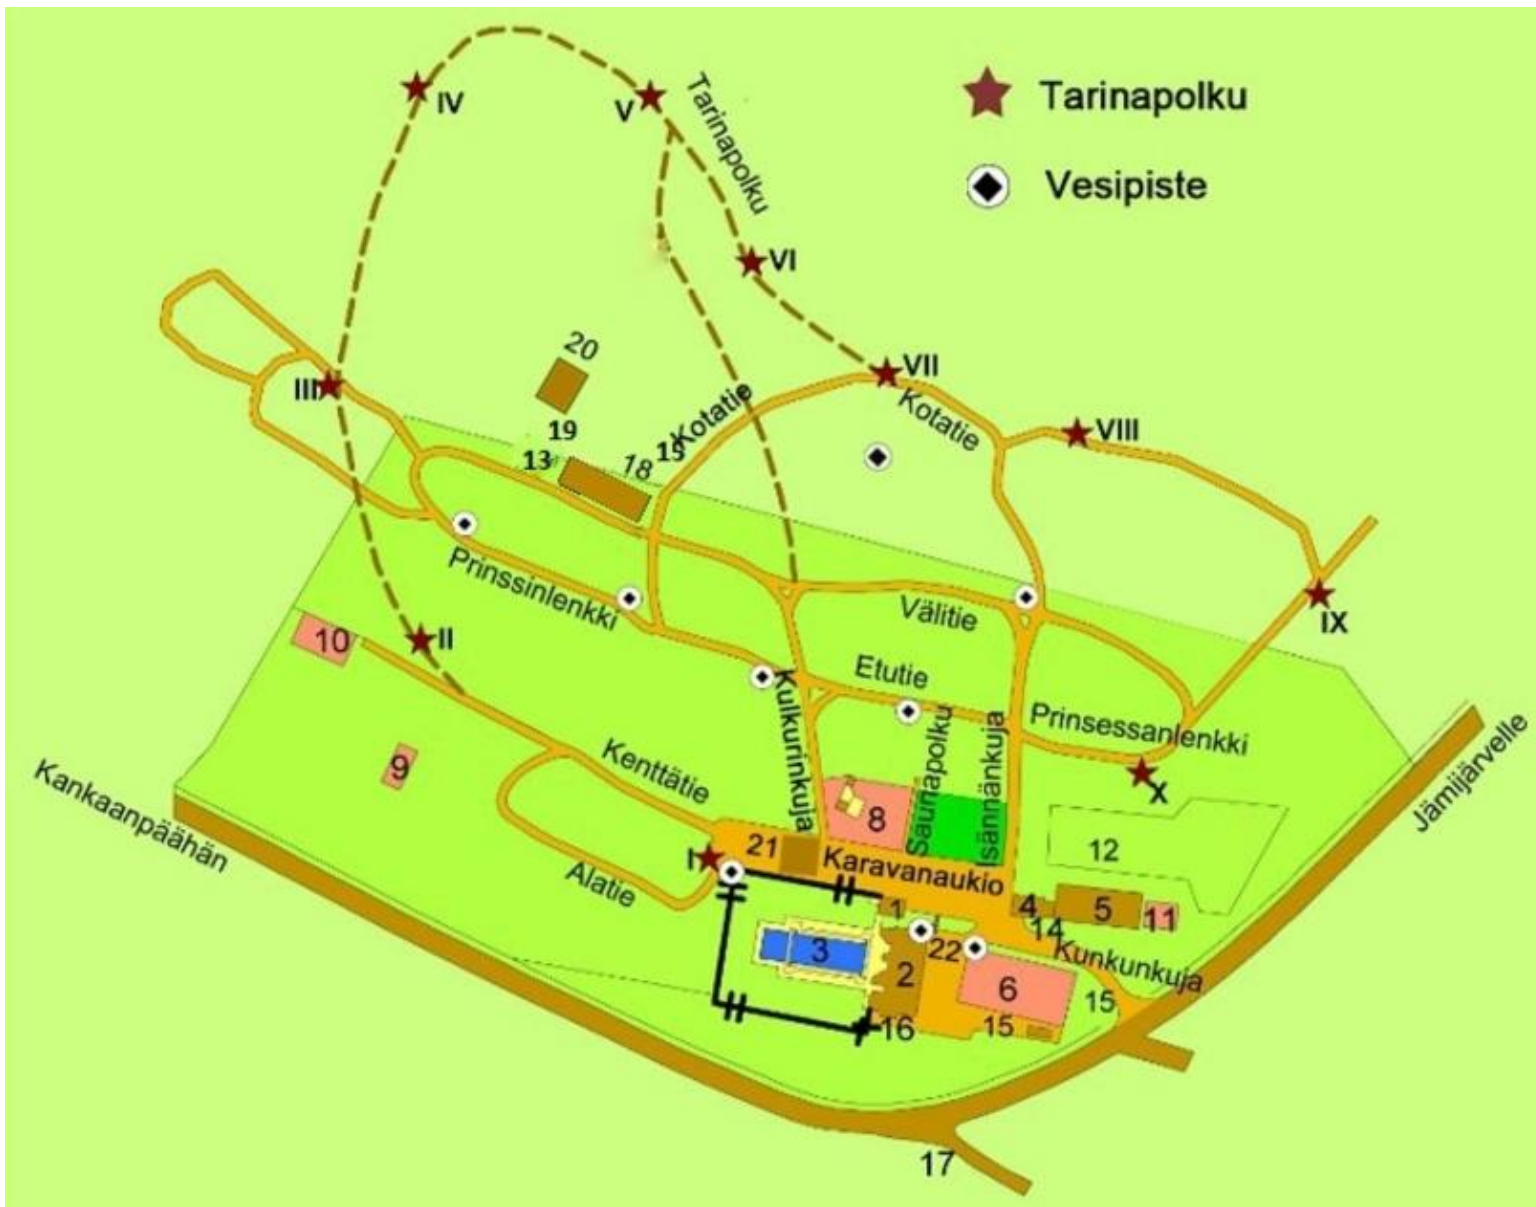 IV
V
Tarinapolku
Tarinapolku
Vesipiste
VI
VII
20
III
Kotatie
Kotatie
VIII
19
13
18
15
Prinssinlenkki
Välitie
IX
10
II
Etutie
Kulkurinkuja
Saunapolku
Isännänkuja
Prinsessanlenkki
X
9
Kenttätie
Kankaanpäähän
Jämijärvelle
8
12
21
I
Karavanaukio
Alatie
1
4
5
11
14
3
22
Kunkunkuja
2
6
15
16
15
17